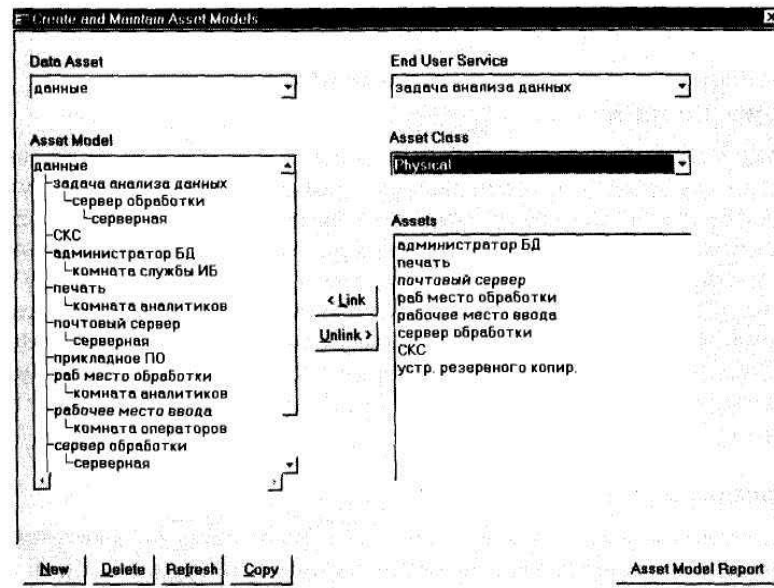 Create and Maintain Asset Models
Data Asset
данные
End User Service
задача анализа данных
Asset Model
данные
задача анализа данных
сервер обработки
серверная
СКС
администратор БД
комната службы ИБ
печать
комната аналитиков
почтовый сервер
серверная
прикладное ПО
раб место обработки
комната аналитиков
рабочее место ввода
комната операторов
сервер обработки
серверная
< Link
Unlink >
Asset Class
Physical
Assets
администратор БД
печать
почтовый сервер
раб место обработки
рабочее место ввода
сервер обработки
СКС
устр. резервного копир.
New
Delete
Refresh
Copy
Asset Model Report